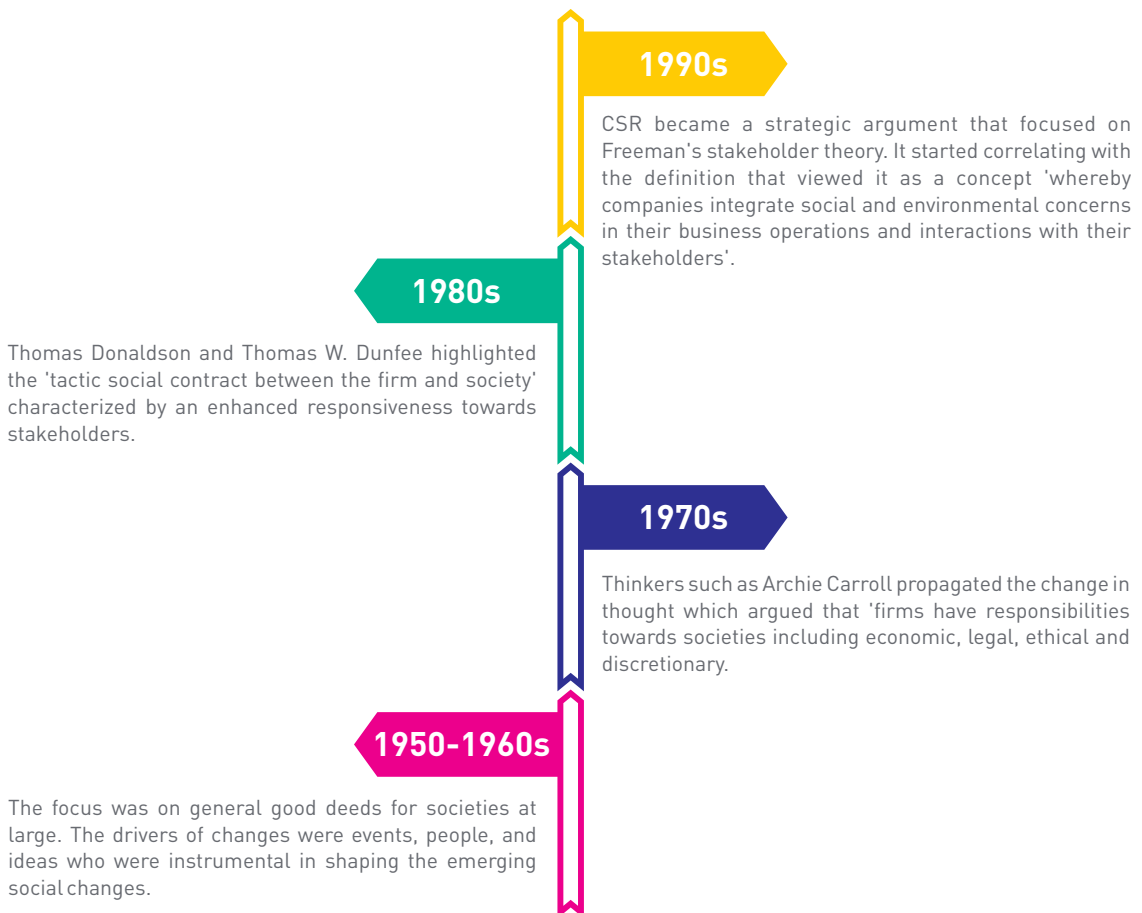 1990s
CSR became a strategic argument that focused on
Freeman's stakeholder theory. It started correlating with
the definition that viewed it as a concept 'whereby
companies integrate social and environmental concerns
in their business operations and interactions with their
stakeholders'.
1980s
Thomas Donaldson and Thomas W. Dunfee highlighted
the 'tactic social contract between the firm and society'
characterized by an enhanced responsiveness towards
stakeholders.
1970s
Thinkers such as Archie Carroll propagated the change in
thought which argued that 'firms have responsibilities
towards societies including economic, legal, ethical and
discretionary.
1950-1960s
The focus was on general good deeds for societies at
large. The drivers of changes were events, people, and
ideas who were instrumental in shaping the emerging
social changes.